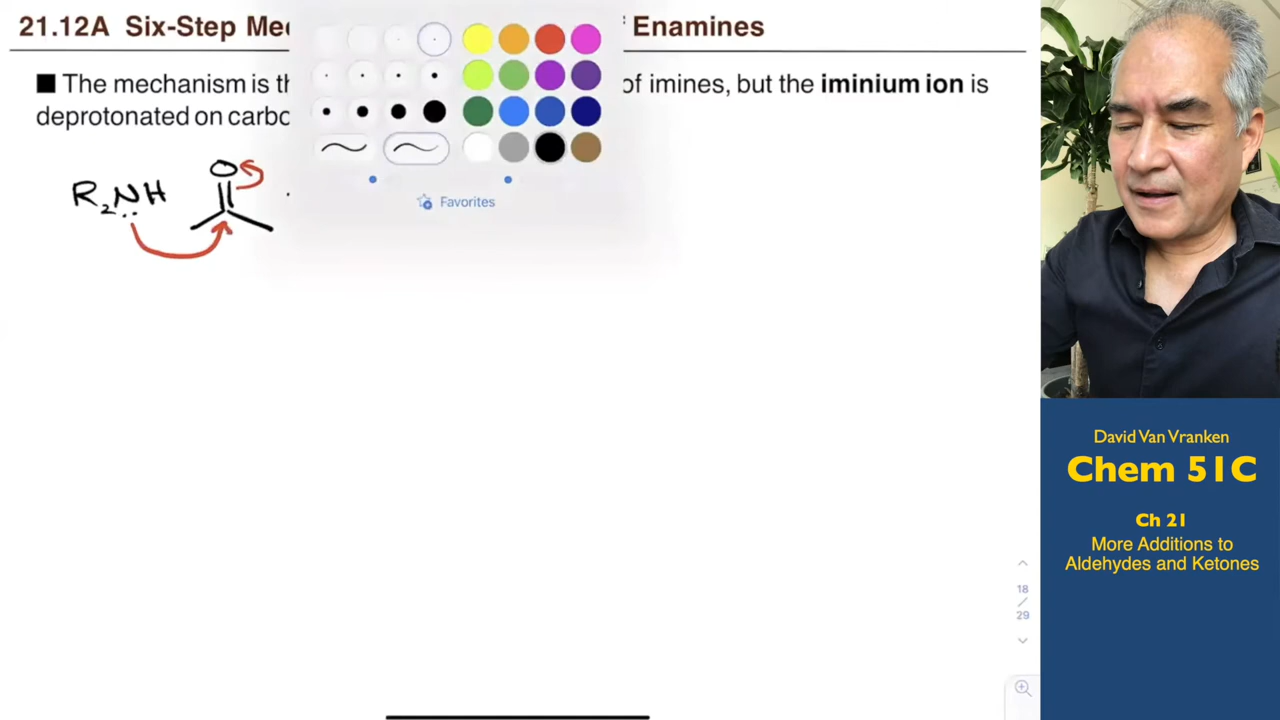 21.12A Six-Step Me
f Enamines
■ The mechanism is th
of imines, but the iminium ion is
deprotonated on carbo
R₂NH
O
Favorites
David Van Vranken
Chem 51C
Ch 21
More Additions to
Aldehydes and Ketones
18
/
29